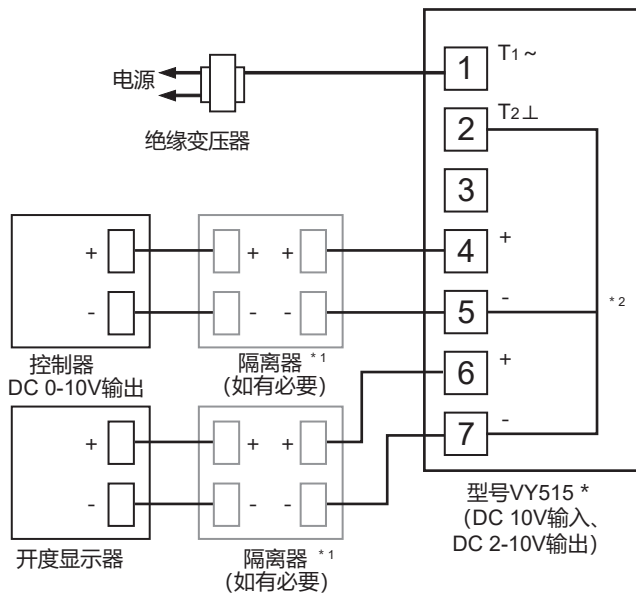 1 T1~
电源
2 T2⊥
绝缘变压器
3
+ + + 4 +
*2
- - - 5 -
控制器
DC 0-10V输出
隔离器 *1
(如有必要)
6 +
+ + +
7 -
- - -
型号VY515 *
(DC 10V输入、
DC 2-10V输出)
开度显示器
隔离器 *1
(如有必要)